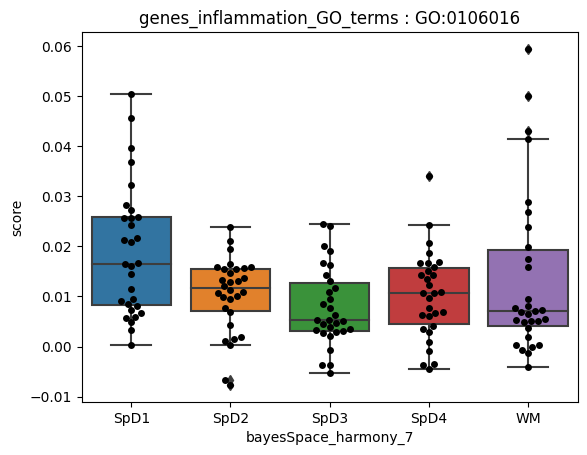 genes_inflammation_GO_terms : GO:0106016
0.06
0.05
0.04
0.03
0.02
0.01
0.00
−0.01
score
SpD1 SpD2 SpD3 SpD4 WM
bayesSpace_harmony_7